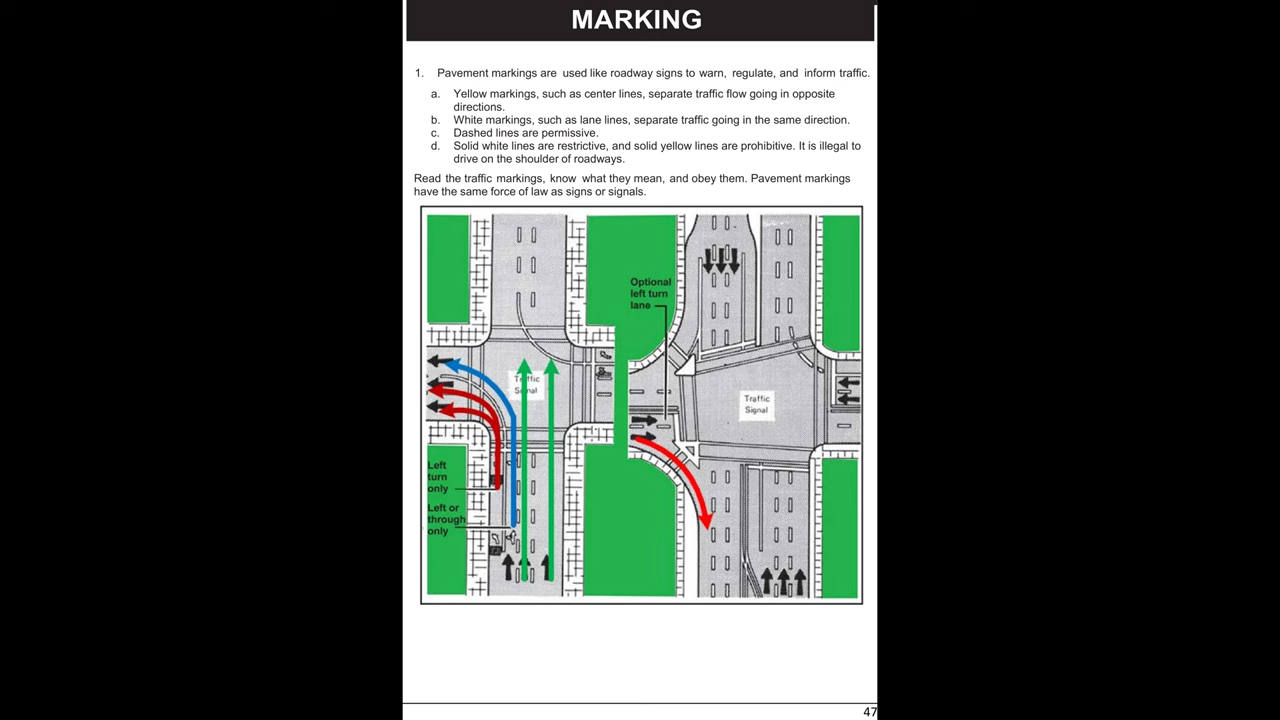 MARKING
1. Pavement markings are used like roadway signs to warn, regulate, and inform traffic.
a. Yellow markings, such as center lines, separate traffic flow going in opposite
directions.
b. White markings, such as lane lines, separate traffic going in the same direction.
c. Dashed lines are permissive.
d. Solid white lines are restrictive, and solid yellow lines are prohibitive. It is illegal to
drive on the shoulder of roadways.
Read the traffic markings, know what they mean, and obey them. Pavement markings
have the same force of law as signs or signals.
Optional
left turn
lane
Traffic
Signal
Traffic
Signal
Left
turn
only
Left or
through
only
47